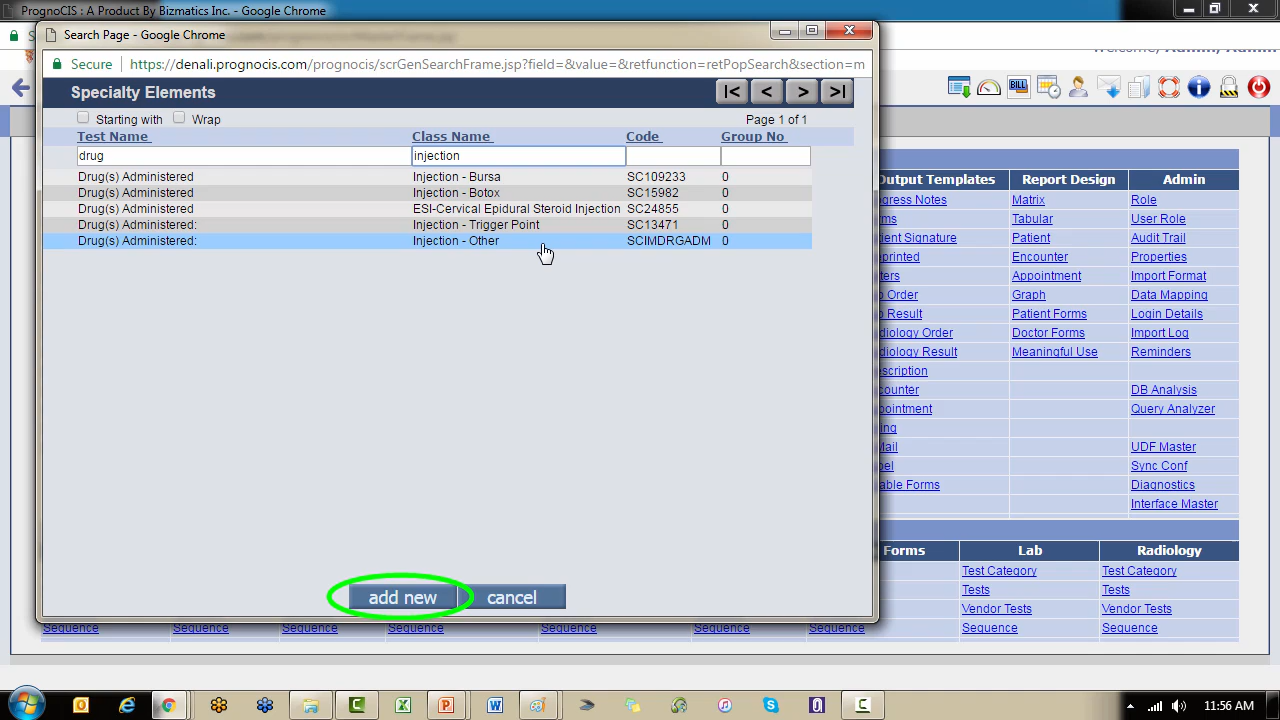 PrognoCIS : A Product By Bizmatics Inc. - Google Chrome
Search Page - Google Chrome
Welcome, Admin, Admin
Secure https://denali.prognocis.com/prognocis/scrGenSearchFrame.jsp?field=&value=&retfunction=retPopSearch&section=m
BILL
Specialty Elements
|< < > >|
Starting with Wrap Page 1 of 1
Test Name Class Name Code Group No
drug injection
Drug(s) Administered Injection - Bursa SC109233 0
Drug(s) Administered Injection - Botox SC15982 0
Drug(s) Administered ESI-Cervical Epidural Steroid Injection SC24855 0
Drug(s) Administered: Injection - Trigger Point SC13471 0
Drug(s) Administered: Injection - Other SCIMDRGADM 0
add new cancel
Output Templates Report Design Admin
ogress Notes Matrix Role
rms Tabular User Role
tient Signature Patient Audit Trail
printed Encounter Properties
ters Appointment Import Format
b Order Graph Data Mapping
b Result Patient Forms Login Details
diology Order Doctor Forms Import Log
diology Result Meaningful Use Reminders
escription
counter DB Analysis
pointment Query Analyzer
ing
Mail UDF Master
bel Sync Conf
able Forms Diagnostics
Interface Master
Forms Lab Radiology
Test Category Test Category
Tests Tests
Vendor Tests Vendor Tests
Sequence Sequence Sequence Sequence Sequence Sequence Sequence Sequence Sequence
11:56 AM